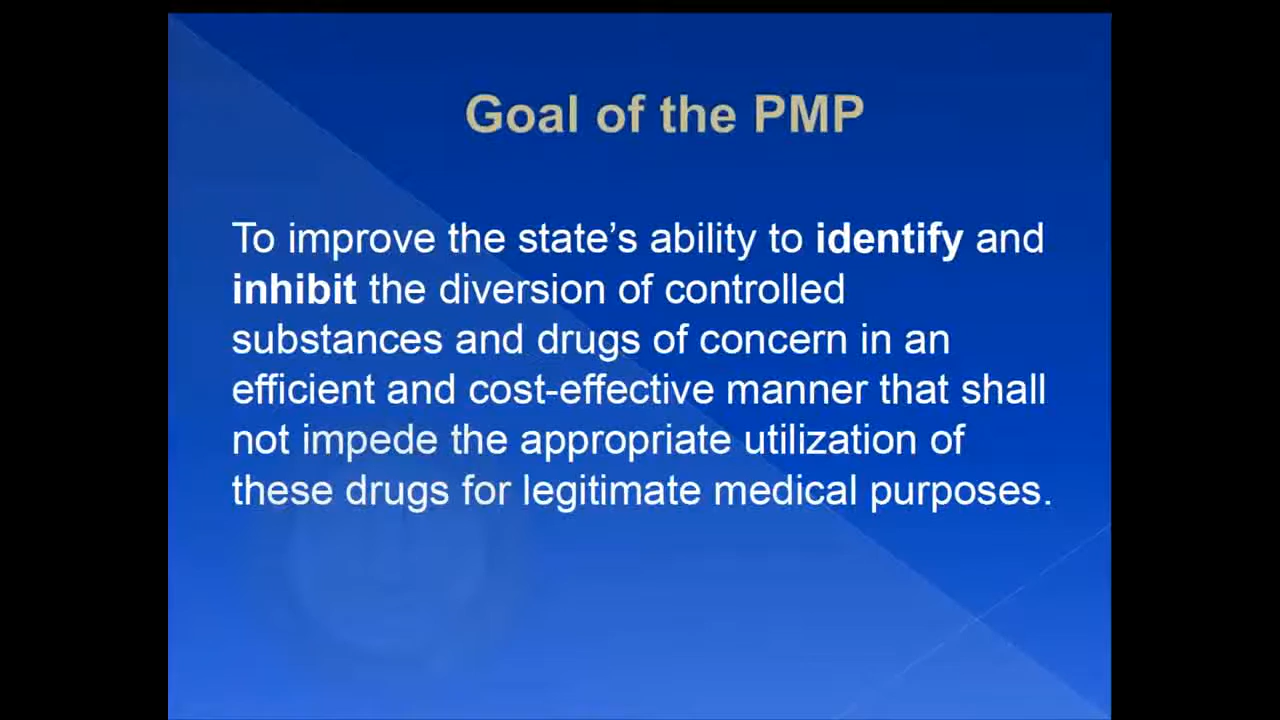 Goal of the PMP
To improve the state’s ability to identify and
inhibit the diversion of controlled
substances and drugs of concern in an
efficient and cost-effective manner that shall
not impede the appropriate utilization of
these drugs for legitimate medical purposes.